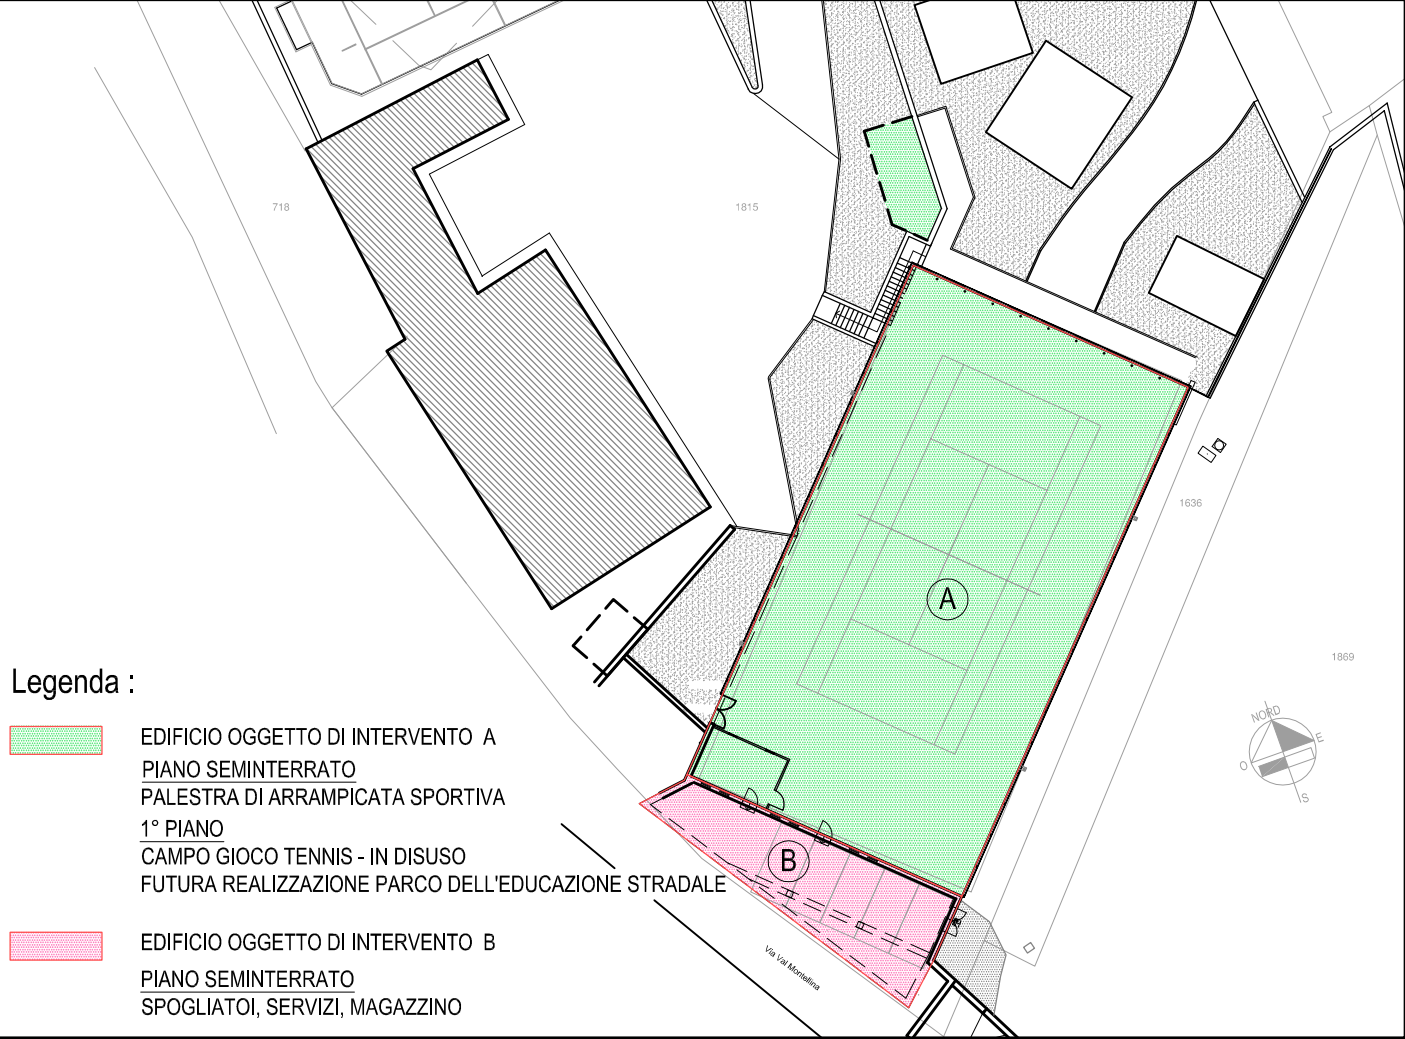 718
1815
1636
A
1869
Legenda :
NORD
E
O
S
EDIFICIO OGGETTO DI INTERVENTO A
PIANO SEMINTERRATO
PALESTRA DI ARRAMPICATA SPORTIVA
1° PIANO
CAMPO GIOCO TENNIS - IN DISUSO
FUTURA REALIZZAZIONE PARCO DELL'EDUCAZIONE STRADALE
B
EDIFICIO OGGETTO DI INTERVENTO B
PIANO SEMINTERRATO
SPOGLIATOI, SERVIZI, MAGAZZINO
Via Val Montellina